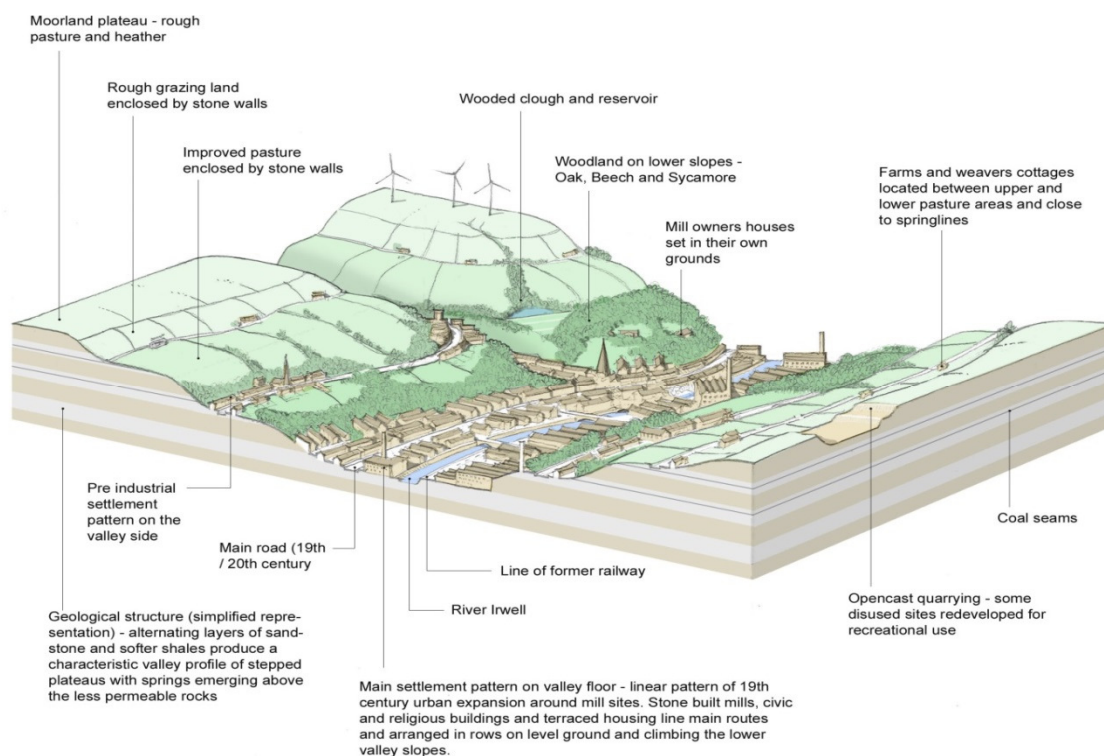 Moorland plateau - rough
pasture and heather
Rough grazing land
enclosed by stone walls
Wooded clough and reservoir
Improved pasture
enclosed by stone walls
Woodland on lower slopes -
Oak, Beech and Sycamore
Farms and weavers cottages
located between upper and
lower pasture areas and close
to springlines
Mill owners houses
set in their own
grounds
Pre industrial
settlement
pattern on the
valley side
Main road (19th
/ 20th century
Line of former railway
River Irwell
Coal seams
Opencast quarrying - some
disused sites redeveloped for
recreational use
Geological structure (simplified repre-
sentation) - alternating layers of sand-
stone and softer shales produce a
characteristic valley profile of stepped
plateaus with springs emerging above
the less permeable rocks
Main settlement pattern on valley floor - linear pattern of 19th
century urban expansion around mill sites. Stone built mills, civic
and religious buildings and terraced housing line main routes
and arranged in rows on level ground and climbing the lower
valley slopes.